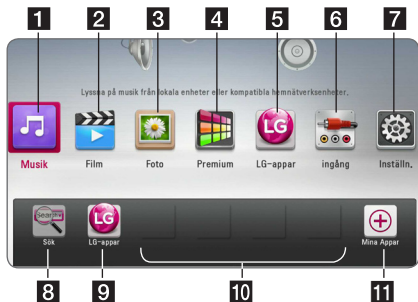 1 2 3 4 5 6 7
Lyssna på musik från lokala enheter eller kompatibla hemnätverksenheter.
LG
Musik Film Foto Premium LG-appar ingång Inställn.
search LG
Sök LG-appar Mina Appar
8 9 10 11